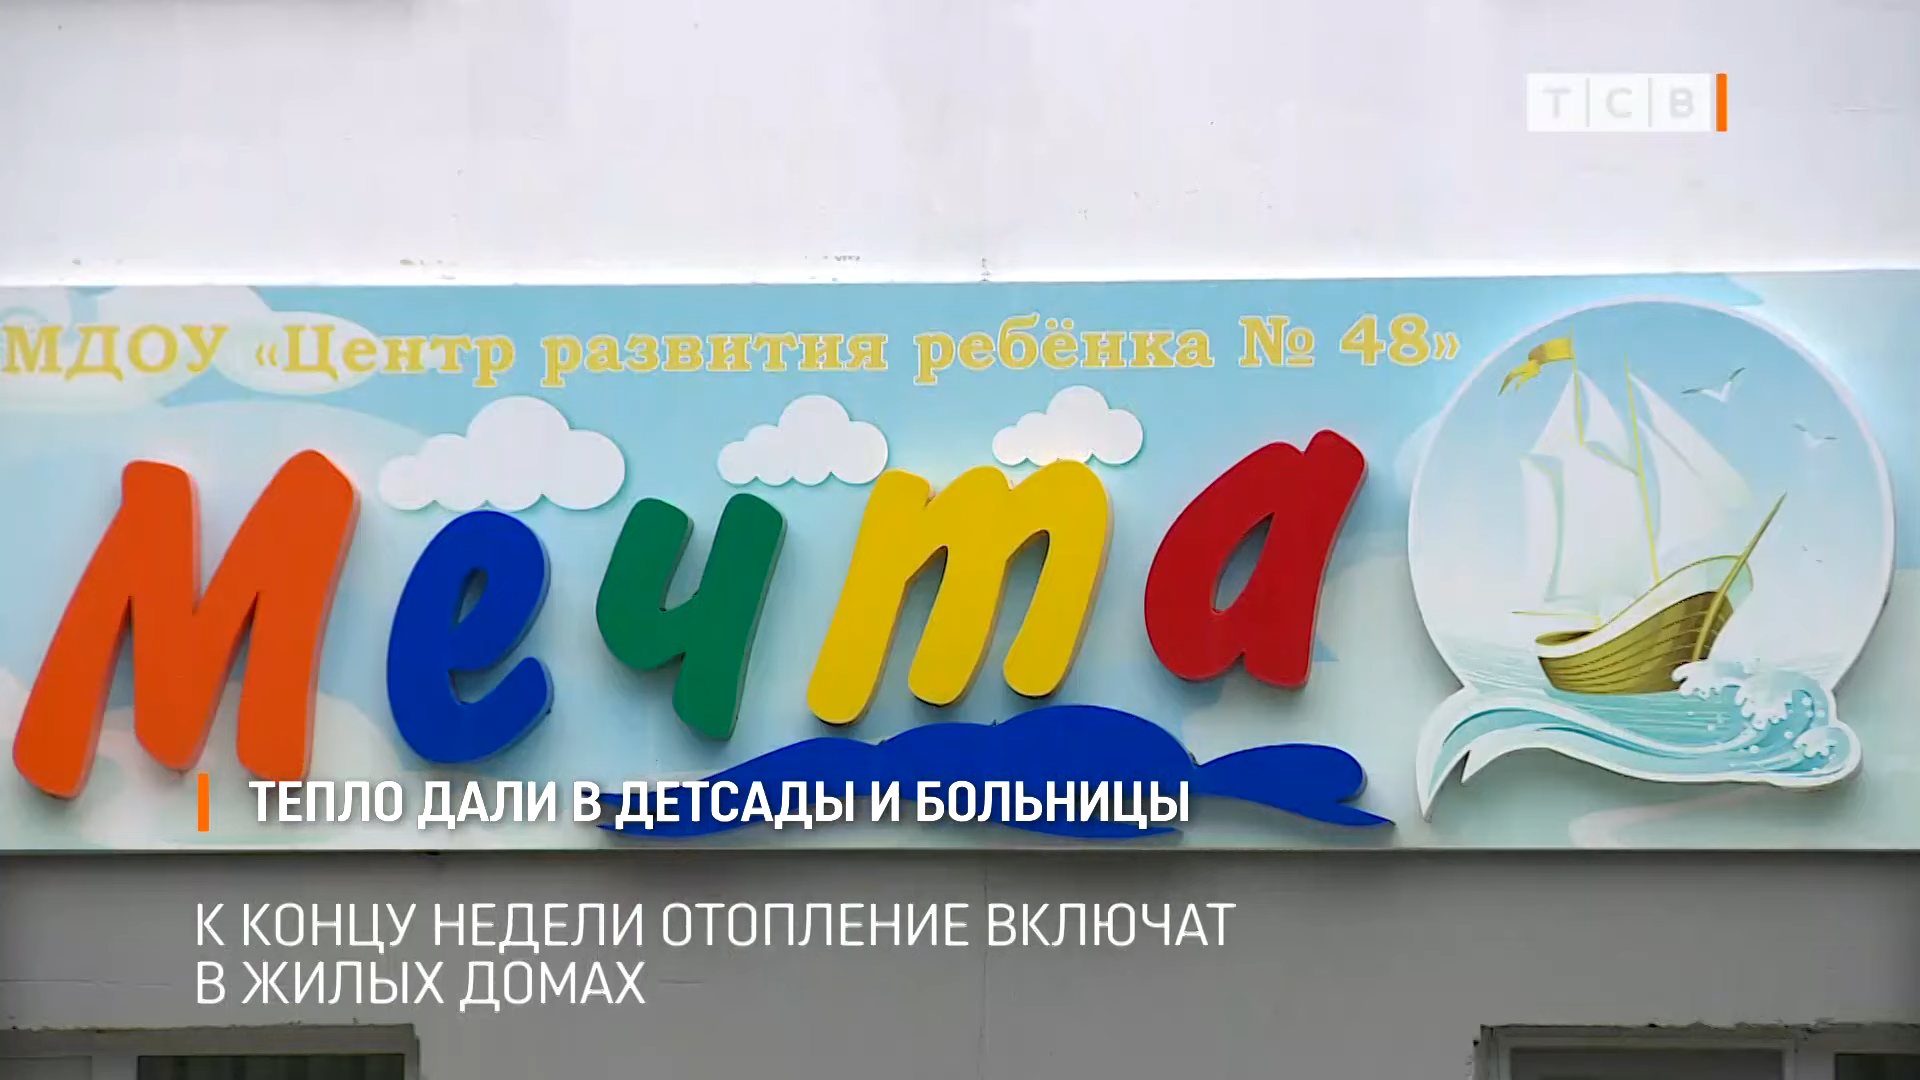 ТСВ
МДОУ «Центр развития ребёнка № 48»
Мечта
ТЕПЛО ДАЛИ В ДЕТСАДЫ И БОЛЬНИЦЫ
К КОНЦУ НЕДЕЛИ ОТОПЛЕНИЕ ВКЛЮЧАТ
В ЖИЛЫХ ДОМАХ